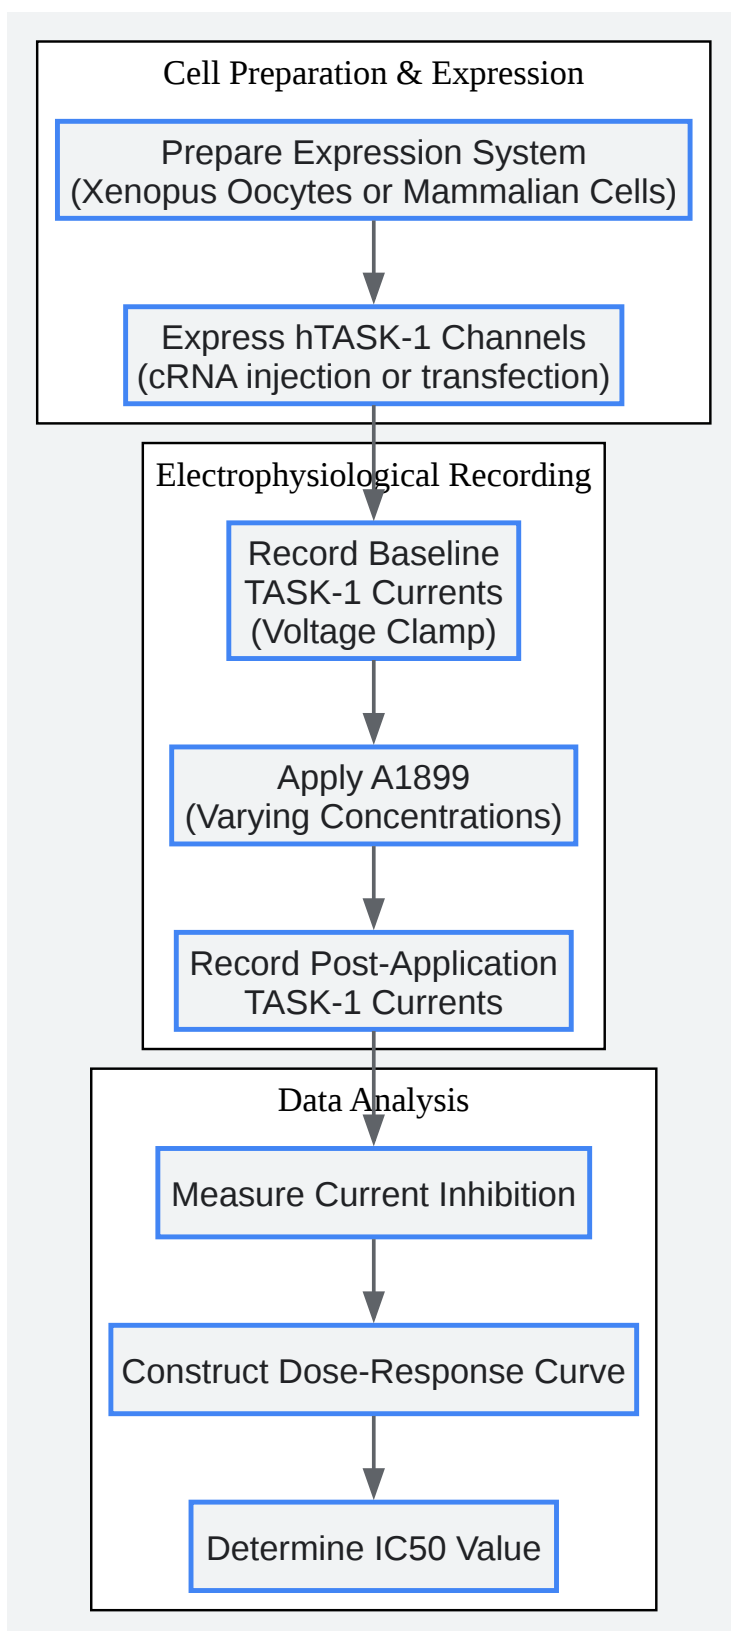 Cell Preparation & Expression
Prepare Expression System
(Xenopus Oocytes or Mammalian Cells)
Express hTASK-1 Channels
(cRNA injection or transfection)
Electrophysiological Recording
Record Baseline
TASK-1 Currents
(Voltage Clamp)
Apply A1899
(Varying Concentrations)
Record Post-Application
TASK-1 Currents
Data Analysis
Measure Current Inhibition
Construct Dose-Response Curve
Determine IC50 Value